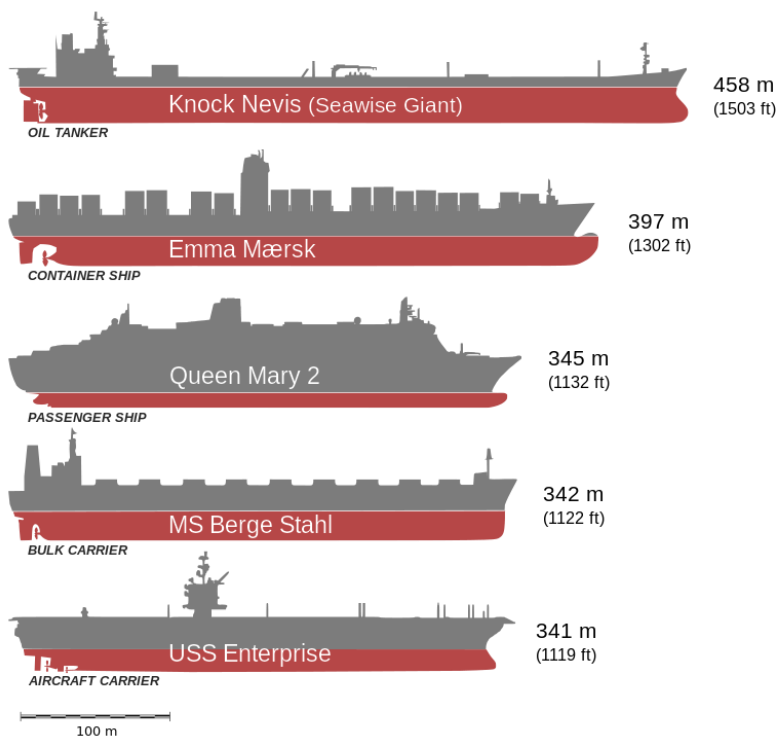 Knock Nevis (Seawise Giant)
458 m
(1503 ft)
OIL TANKER
Emma Mærsk
397 m
(1302 ft)
CONTAINER SHIP
Queen Mary 2
345 m
(1132 ft)
PASSENGER SHIP
MS Berge Stahl
342 m
(1122 ft)
BULK CARRIER
USS Enterprise
341 m
(1119 ft)
AIRCRAFT CARRIER
100 m